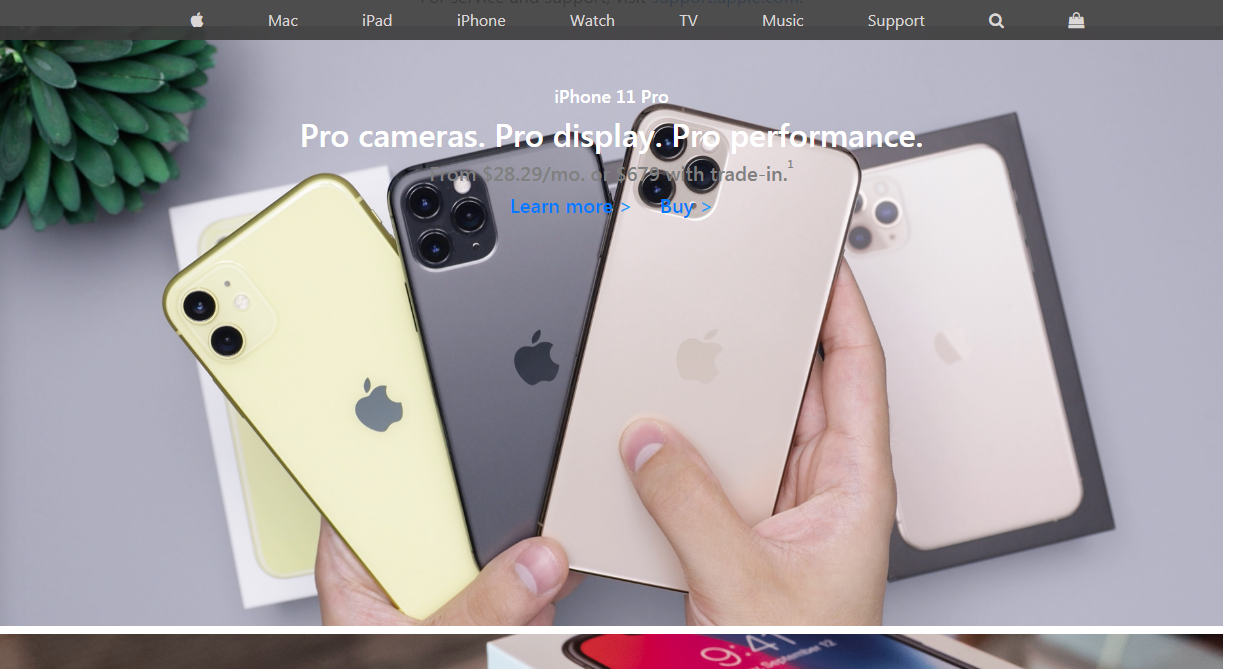 For service and support, visit support.apple.com.
Mac iPad iPhone Watch TV Music Support
iPhone 11 Pro
Pro cameras. Pro display. Pro performance.
From $28.29/mo. or $679 with trade-in.1
Learn more > Buy >
9:41
September 12